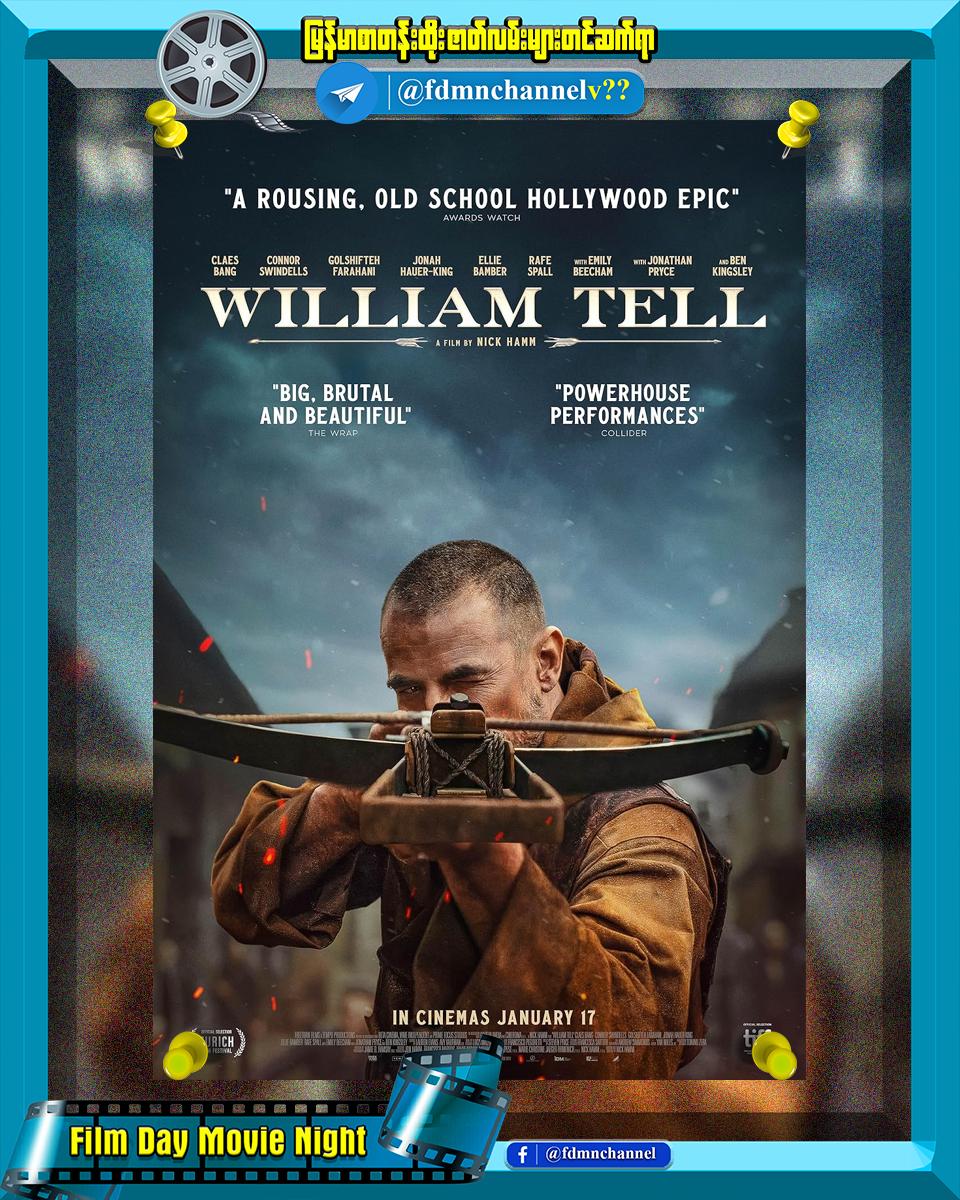 မြန်မာစာတန်းထိုးဇာတ်လမ်းများတင်ဆက်ရာ
@fdmnchannelv??
"A ROUSING, OLD SCHOOL HOLLYWOOD EPIC"
AWARDS WATCH
CLAES BANG
CONNOR SWINDELLS
GOLSHIFTEH FARAHANI
JONAH HAUER-KING
ELLIE BAMBER
RAFE SPALL
WITH EMILY BEECHAM
WITH JONATHAN PRYCE
AND BEN KINGSLEY
WILLIAM TELL
A FILM BY NICK HAMM
"BIG, BRUTAL
AND BEAUTIFUL"
THE WRAP
"POWERHOUSE
PERFORMANCES"
COLLIDER
IN CINEMAS JANUARY 17
OFFICIAL SELECTION
Film Day Movie Night
@fdmnchannel